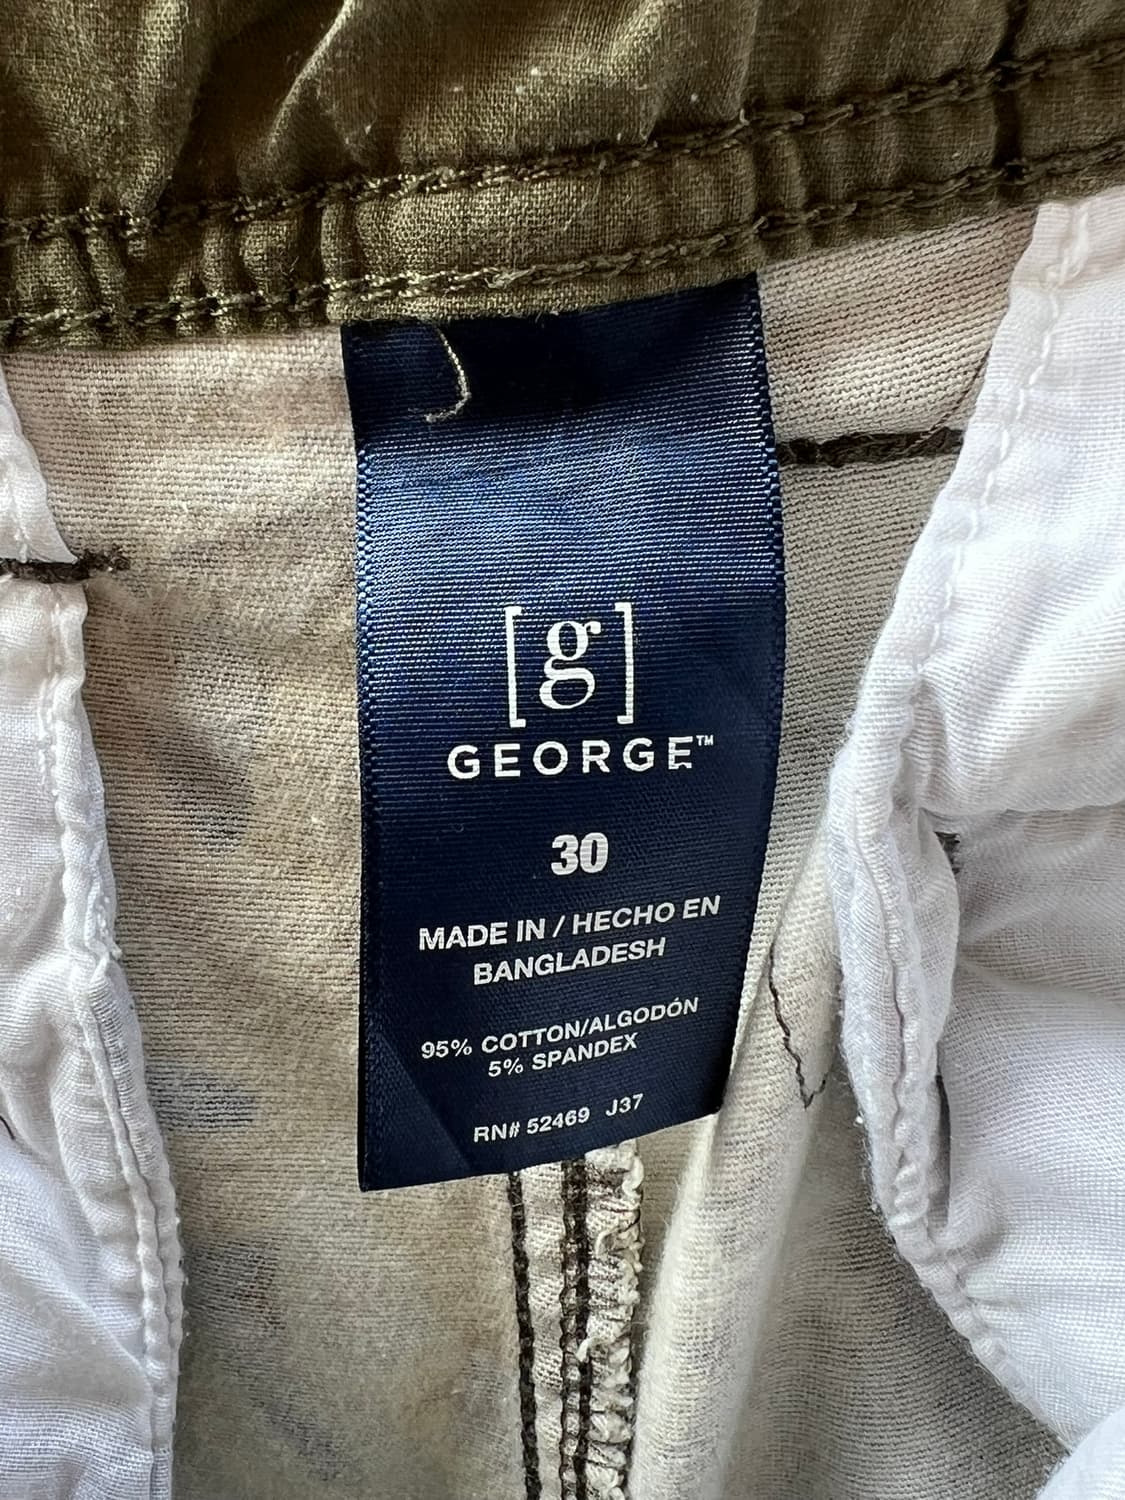 [g]
GEORGE™
30
MADE IN / HECHO EN
BANGLADESH
95% COTTON/ALGODÓN
5% SPANDEX
RN# 52469 J37